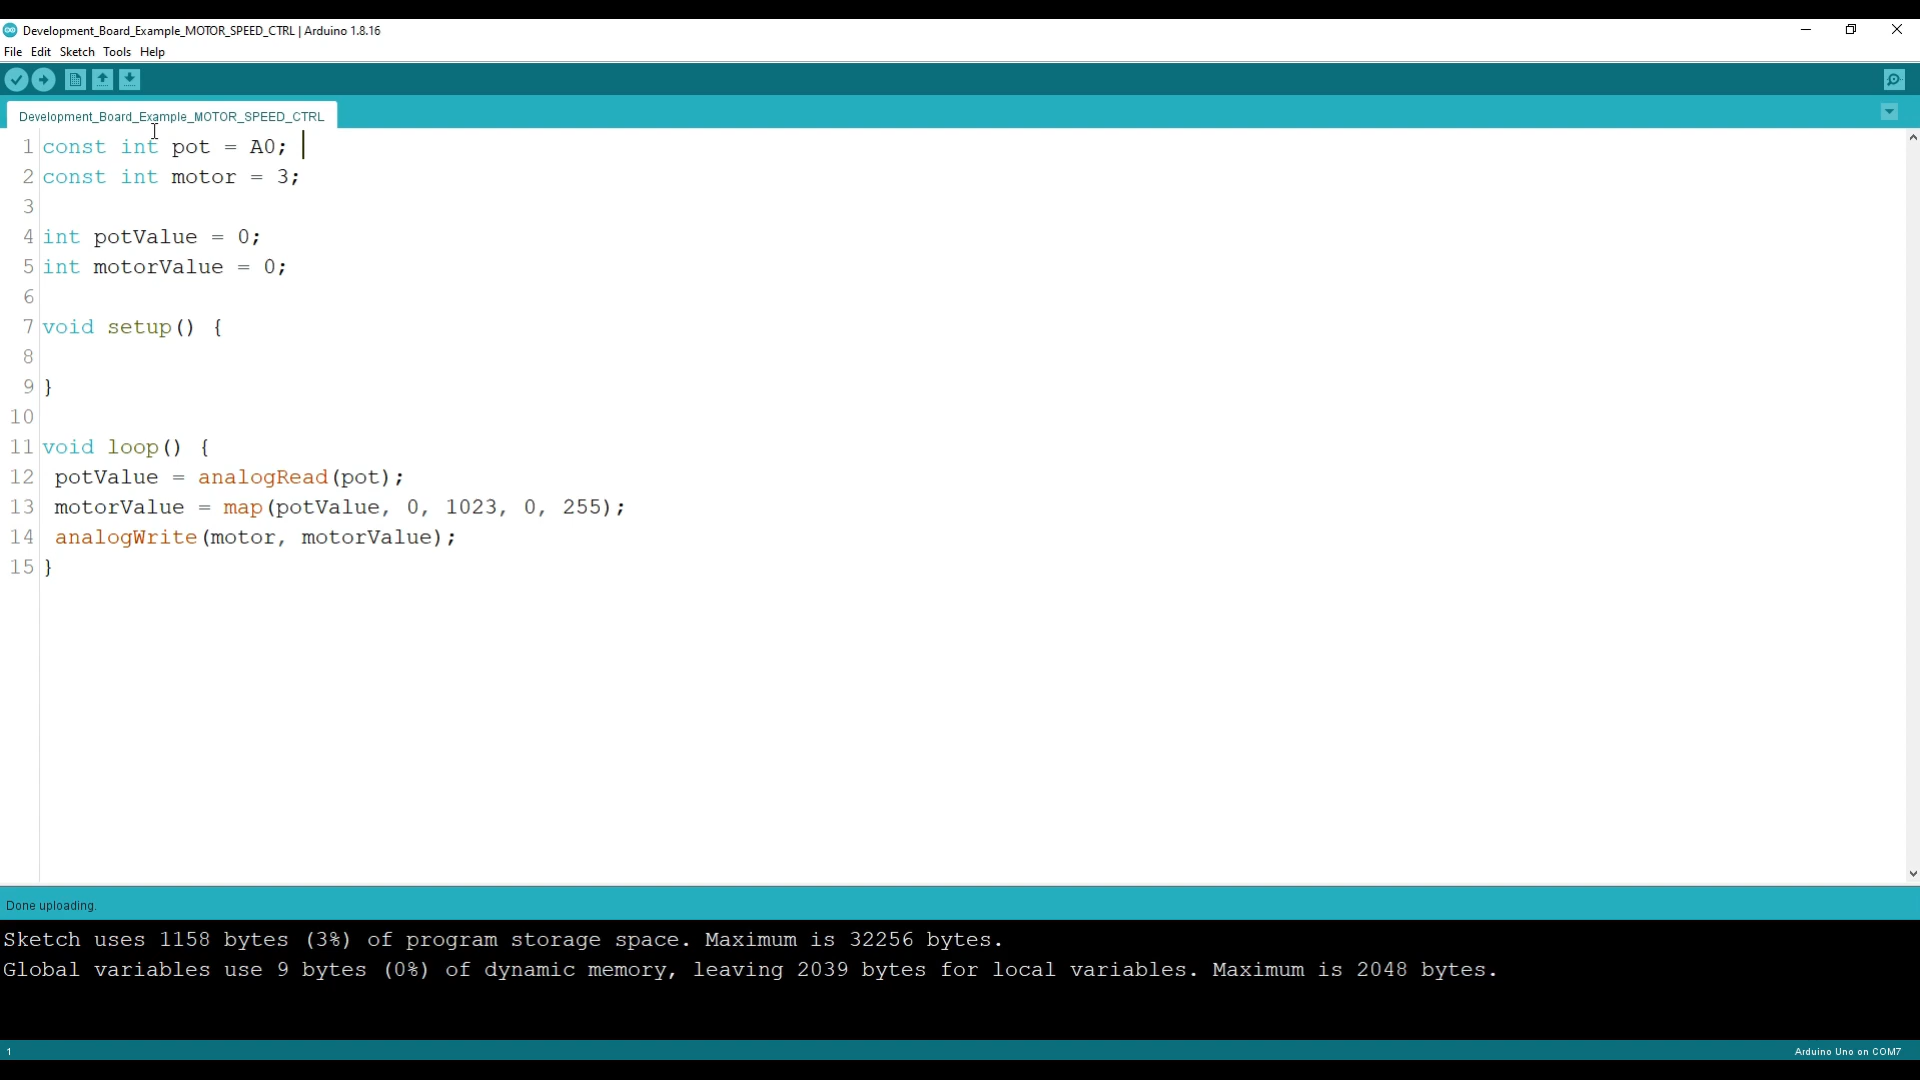 Development_Board_Example_MOTOR_SPEED_CTRL | Arduino 1.8.16
File Edit Sketch Tools Help
Development_Board_Example_MOTOR_SPEED_CTRL
1 const int pot = A0;
2 const int motor = 3;
3
4 int potValue = 0;
5 int motorValue = 0;
6
7 void setup() {
8
9 }
10
11 void loop() {
12 potValue = analogRead(pot);
13 motorValue = map(potValue, 0, 1023, 0, 255);
14 analogWrite(motor, motorValue);
15 }
Done uploading.
Sketch uses 1158 bytes (3%) of program storage space. Maximum is 32256 bytes.
Global variables use 9 bytes (0%) of dynamic memory, leaving 2039 bytes for local variables. Maximum is 2048 bytes.
1 Arduino Uno on COM7